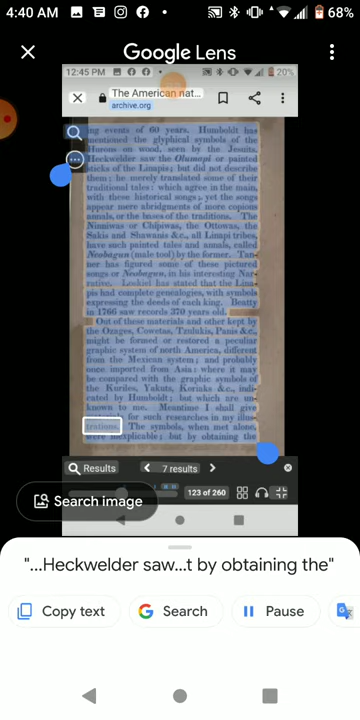 4:40 AM
68%
Google Lens
12:45 PM
20%
The American nat...
archive.org
ing events of 60 years. Humboldt has
mentioned the glyphical symbols of the
Hurons on wood, seen by the Jesuits.
Heckwelder saw the Olumapi or painted
sticks of the Linapis; but did not describe
them; he merely translated some of their
traditional tales: which agree in the main,
with these historical songs; yet the songs
appear mere abridgments of more copious
annals, or the bases of the traditions. The
Ninniwas or Chipiwas, the Ottowas, the
Sakis and Shawanis &c., all Linapi tribes,
have such painted tales and annals, called
Neobagun (male tool) by the former. Tan-
ner has figured some of these pictured
songs or Neobagun, in his interesting Nar-
rative. Loskiel has stated that the Lina-
pis had complete genealogies, with symbols
expressing the deeds of each king. Beatty
in 1766 saw records 370 years old.
Out of these materials and other kept by
the Ozages, Cowetas, Tzulukis, Panis &c.,
might be formed or restored a peculiar
graphic system of north America, different
from the Mexican system; and probably
once imported from Asia: where it may
be compared with the graphic symbols of
the Kuriles, Yakuts, Koriaks &c., indi-
cated by Humboldt; but which are un-
known to me. Meantime I shall give
for such researches in my illus-
trations. The symbols, when met alone,
were inexplicable; but by obtaining the
Results
7 results
123 of 260
Search image
"...Heckwelder saw...t by obtaining the"
Copy text
Search
Pause